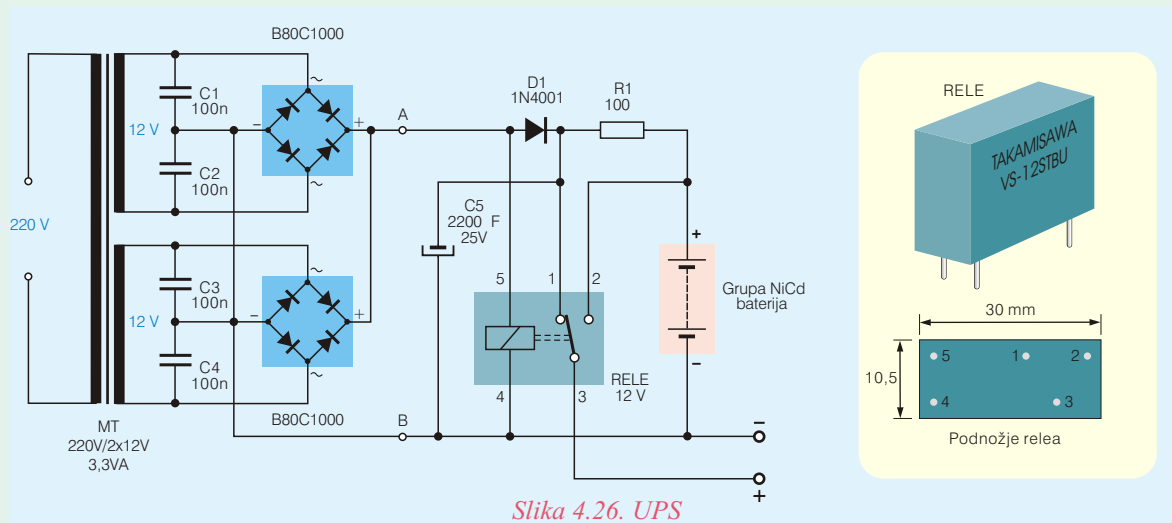 B80C1000
~
C1
100n
12 V
C2
100n
–
+
~
A
D1
1N4001
R1
100
220 V
C5
2200 F
25V
5
1
2
+
Grupa NiCd
baterija
–
~
C3
100n
12 V
C4
100n
–
+
~
4
3
RELE
12 V
B80C1000
MT
220V/2x12V
3,3VA
B
–
+
RELE
TAKAMISAWA
VS-12STBU
30 mm
10,5
5
1
2
4
3
Podnožje relea
Slika 4.26. UPS